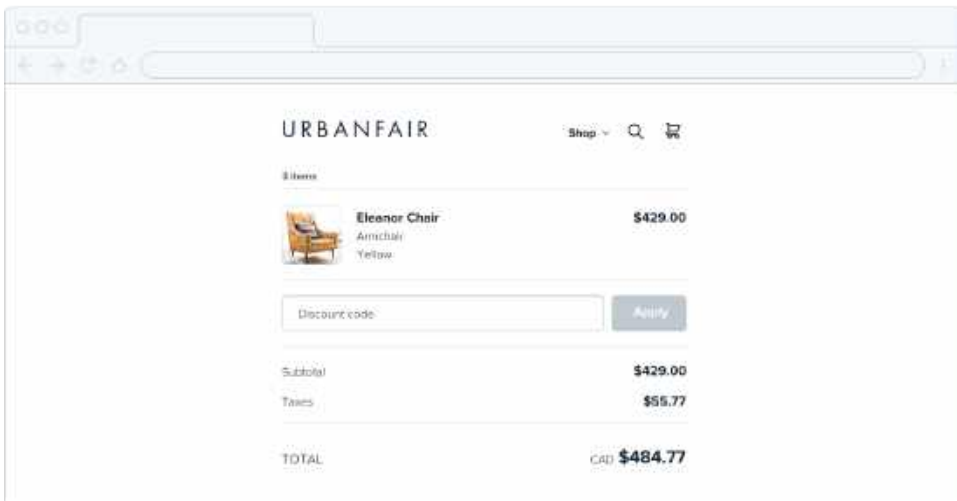 URBANFAIR
Shop
items
Eleanor Chair $429.00
Armchair
Yellow
Discount code Apply
Subtotal $429.00
Taxes $55.77
TOTAL CAD $484.77